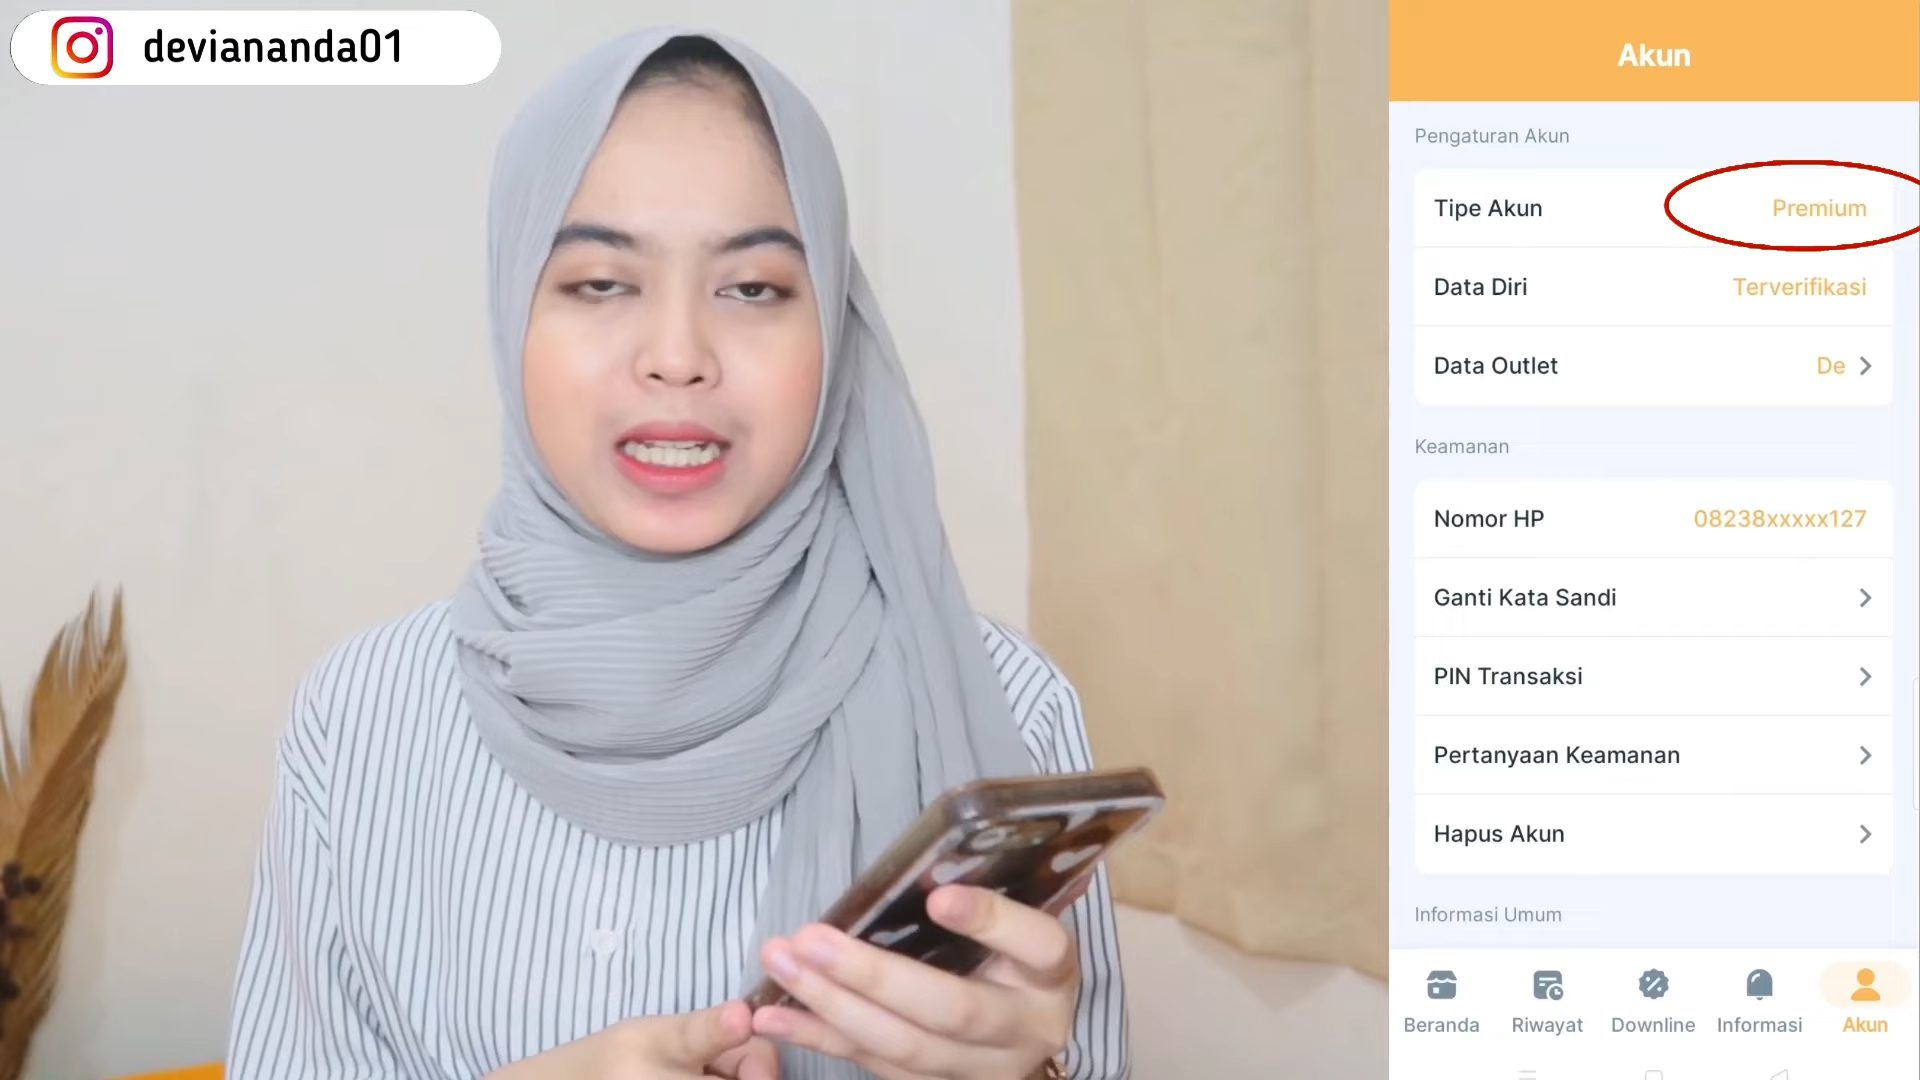 deviananda01
Akun
Pengaturan Akun
Tipe Akun Premium
Data Diri Terverifikasi
Data Outlet De
Keamanan
Nomor HP 08238xxxxx127
Ganti Kata Sandi
PIN Transaksi
Pertanyaan Keamanan
Hapus Akun
Informasi Umum
Beranda Riwayat Downline Informasi Akun